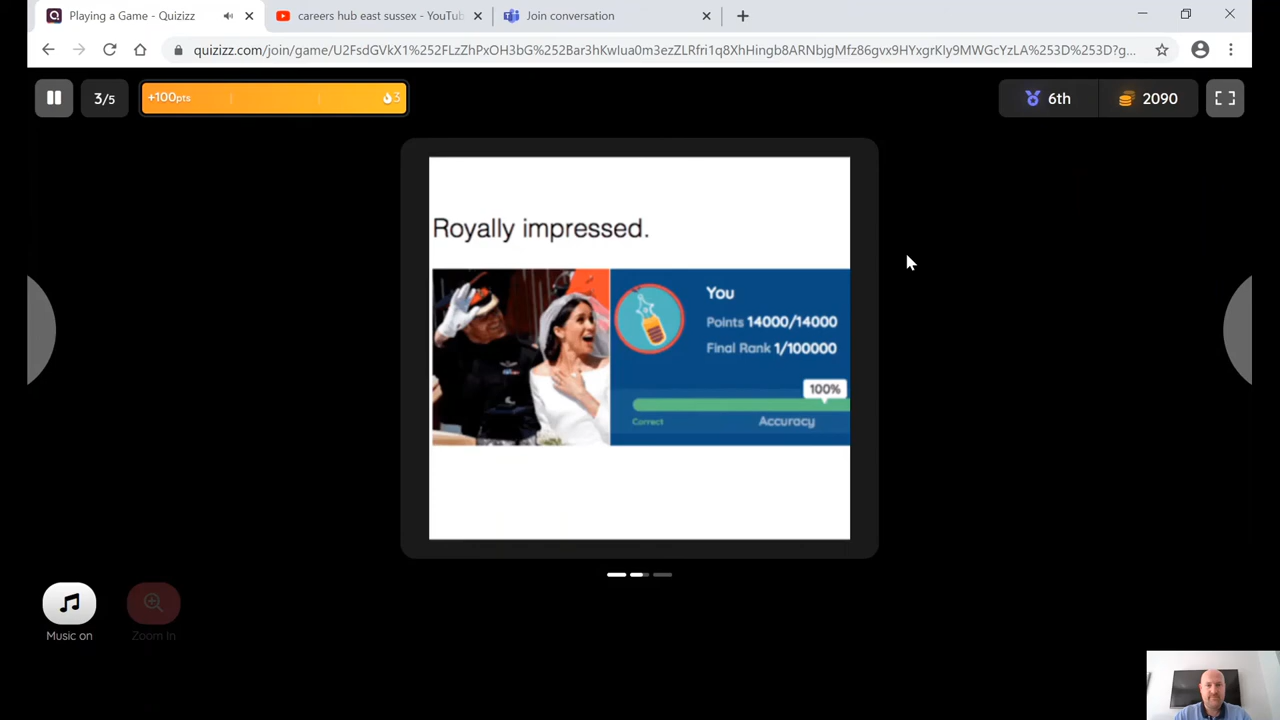 Playing a Game - Quizizz
careers hub east sussex - YouTub
Join conversation
quizizz.com/join/game/U2FsdGVkX1%252FLzZhPxOH3bG%252Bar3hKwIua0m3ezZLRfri1q8XhHingb8ARNbjgMfz86gvx9HYxgrKIy9MWGcYzLA%253D%253D?g...
3/5
+100pts
3
6th
2090
Royally impressed.
You
Points 14000/14000
Final Rank 1/100000
100%
Correct
Accuracy
Music on
Zoom In